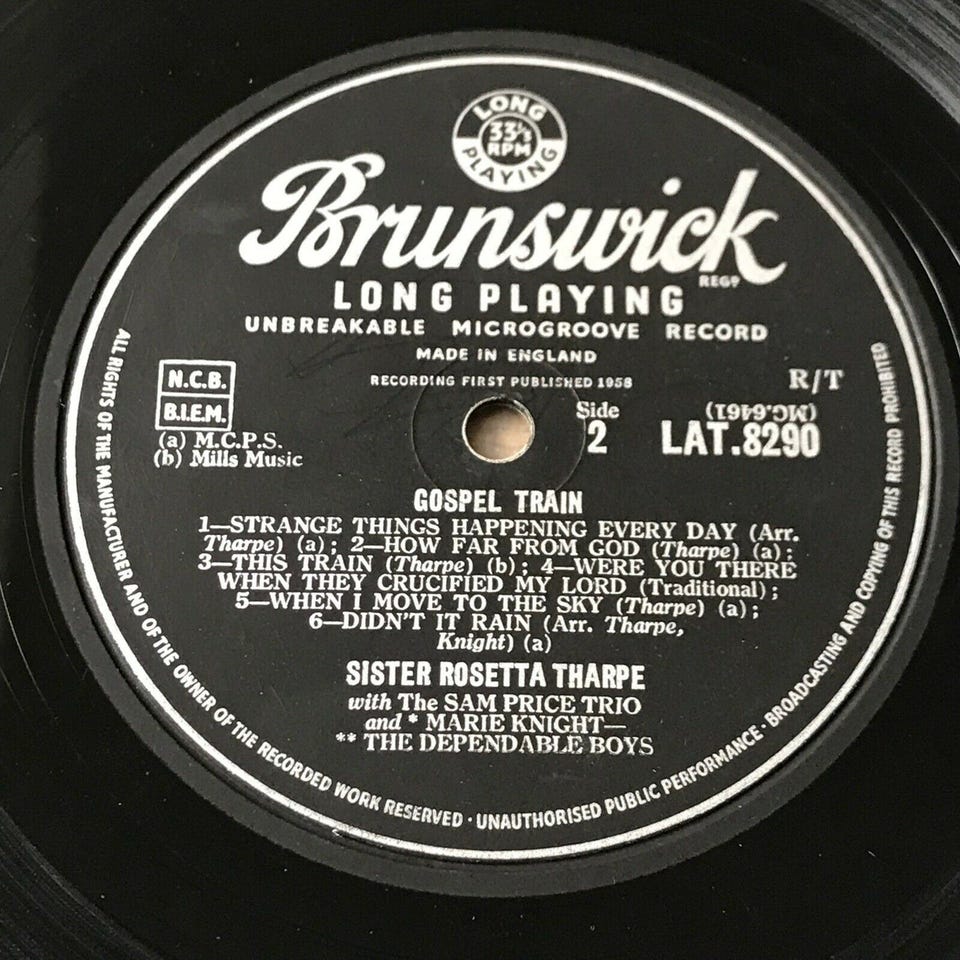 LONG
33⅓
RPM
PLAYING
Brunswick
REGD
LONG PLAYING
UNBREAKABLE MICROGROOVE RECORD
MADE IN ENGLAND
RECORDING FIRST PUBLISHED 1958
N.C.B.
B.I.E.M.
(a) M.C.P.S.
(b) Mills Music
R/T
(MC.6461)
Side
2
LAT.8290
GOSPEL TRAIN
1—STRANGE THINGS HAPPENING EVERY DAY (Arr.
Tharpe) (a); 2—HOW FAR FROM GOD (Tharpe) (a);
3—THIS TRAIN (Tharpe) (b); 4—WERE YOU THERE
WHEN THEY CRUCIFIED MY LORD (Traditional);
5—WHEN I MOVE TO THE SKY (Tharpe) (a);
6—DIDN'T IT RAIN (Arr. Tharpe,
Knight) (a)
SISTER ROSETTA THARPE
with The SAM PRICE TRIO
and * MARIE KNIGHT—
** THE DEPENDABLE BOYS
ALL RIGHTS OF THE MANUFACTURER AND OF THE OWNER OF THE RECORDED WORK RESERVED · UNAUTHORISED PUBLIC PERFORMANCE · BROADCASTING AND COPYING OF THIS RECORD PROHIBITED